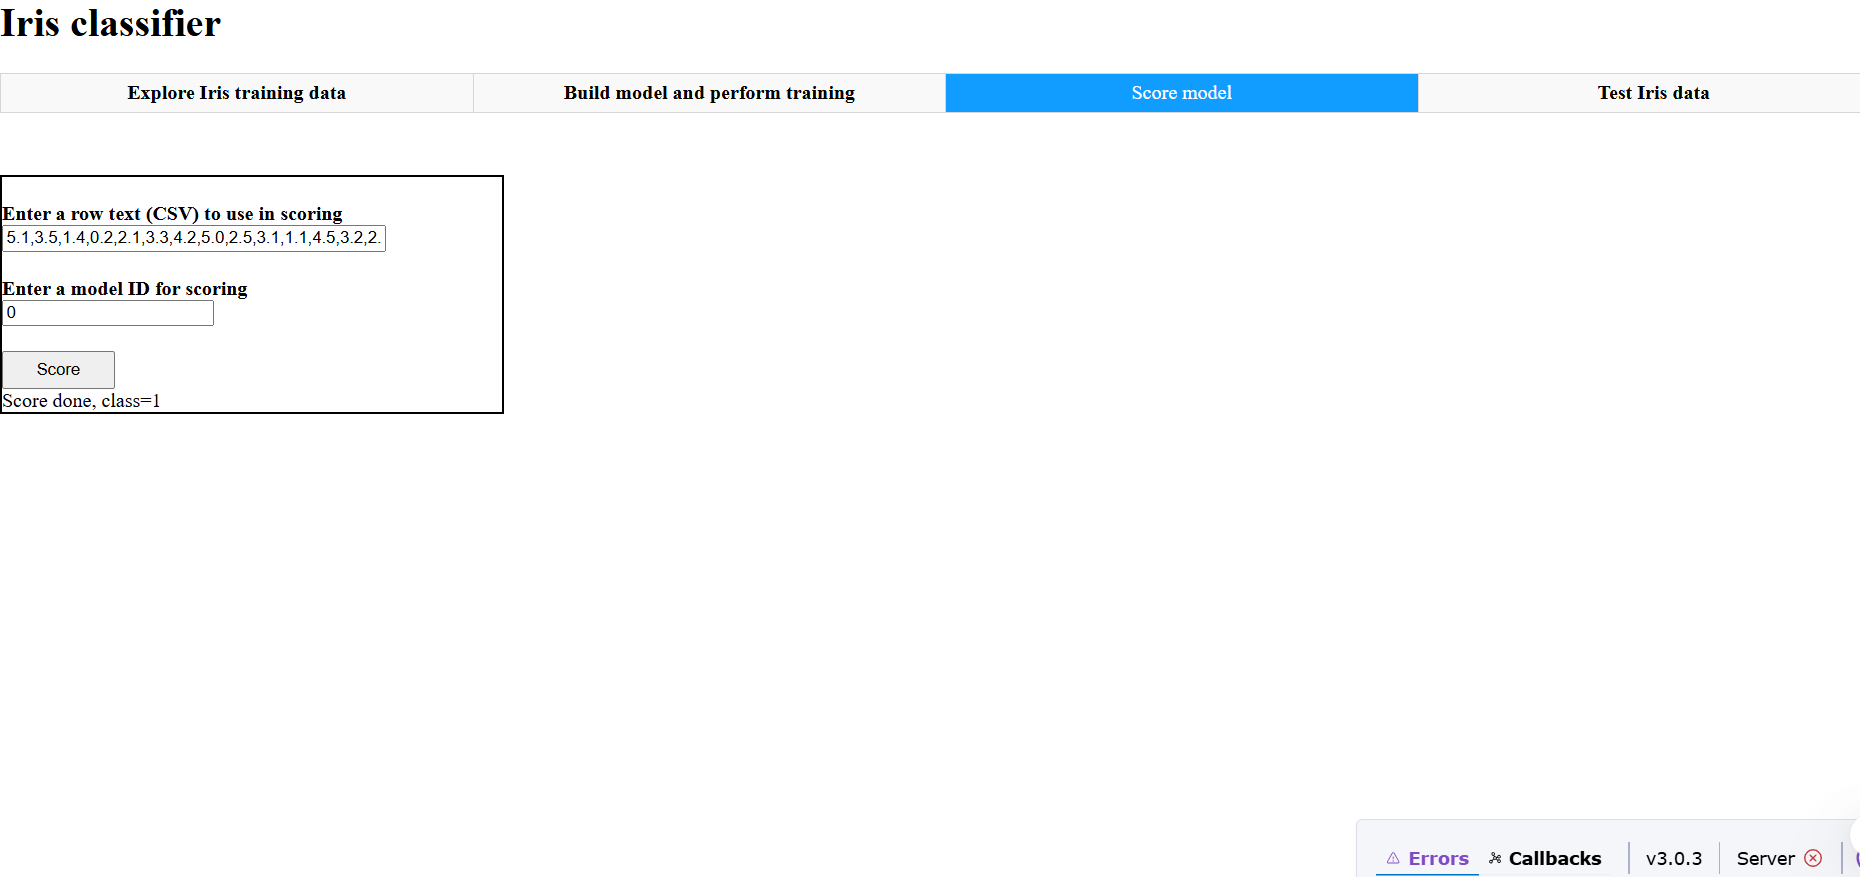 Iris classifier
Explore Iris training data Build model and perform training Score model Test Iris data
Enter a row text (CSV) to use in scoring
5.1,3.5,1.4,0.2,2.1,3.3,4.2,5.0,2.5,3.1,1.1,4.5,3.2,2.
Enter a model ID for scoring
0
Score
Score done, class=1
Errors Callbacks v3.0.3 Server